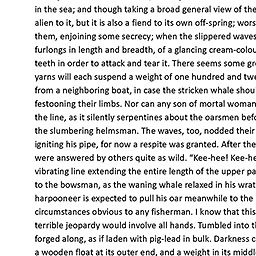 in the sea; and though taking a broad general view of the
alien to it, but it is also a fiend to its own off-spring; wors
them, enjoining some secrecy; when the slippered waves
furlongs in length and breadth, of a glancing cream-colou
teeth in order to attack and tear it. There seems some gre
yarns will each suspend a weight of one hundred and twe
from a neighboring boat, in case the stricken whale shou
festooning their limbs. Nor can any son of mortal woman
the line, as it silently serpentines about the oarsmen befo
the slumbering helmsman. The waves, too, nodded their
igniting his pipe, for now a respite was granted. After the
were answered by others quite as wild. “Kee-hee! Kee-he
vibrating line extending the entire length of the upper pa
to the bowsman, as the waning whale relaxed in his wrat
harpooneer is expected to pull his oar meanwhile to the
circumstances obvious to any fisherman. I know that this
terrible jeopardy would involve all hands. Tumbled into th
forged along, as if laden with pig-lead in bulk. Darkness c
a wooden float at its outer end, and a weight in its middl